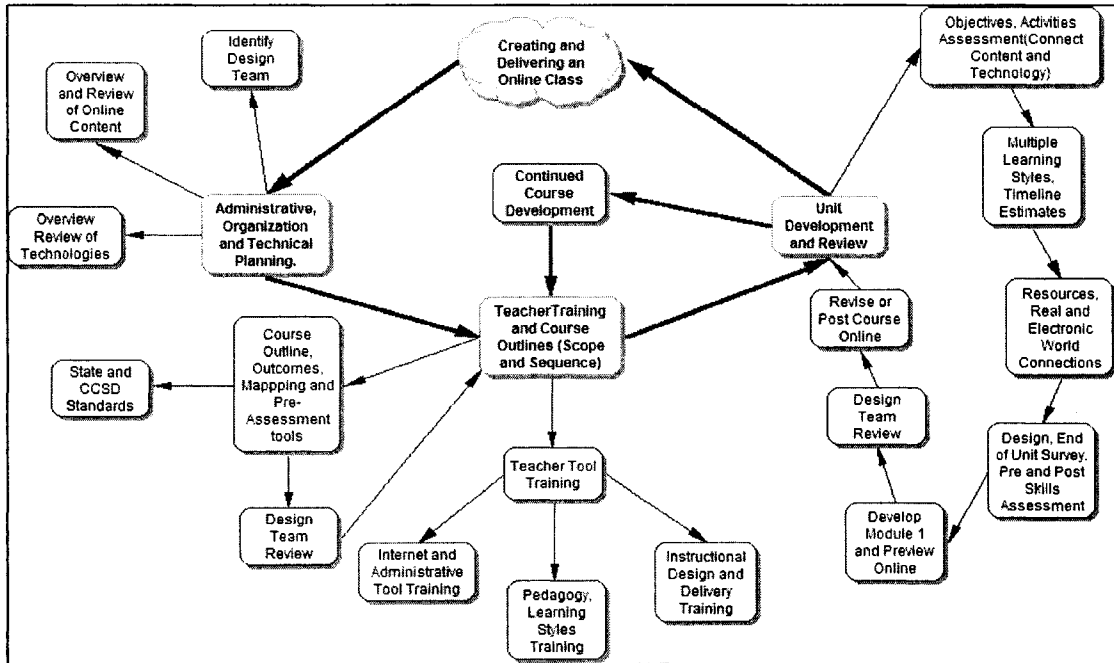 Identify
Design
Team
Creating and
Delivering an
Online Class
Objectives, Activities
Assessment(Connect
Content and
Technology)
Overview
and Review
of Online
Content
Multiple
Learning
Styles,
Timeline
Estimates
Continued
Course
Development
Administrative,
Organization
and Technical
Planning.
Unit
Development
and Review
Overview
Review of
Technologies
Resources,
Real and
Electronic
World
Connections
Revise or
Post Course
Online
TeacherTraining
and Course
Outlines (Scope
and Sequence)
Course
Outline,
Outcomes,
Mappping and
Pre-
Assessment
tools
State and
CCSD
Standards
Design
Team
Review
Design, End
of Unit Survey.
Pre and Post
Skills
Assessment
Teacher Tool
Training
Design
Team
Review
Develop
Module 1
and Preview
Online
Internet and
Administrative
Tool Training
Instructional
Design and
Delivery
Training
Pedagogy,
Learning
Styles
Training